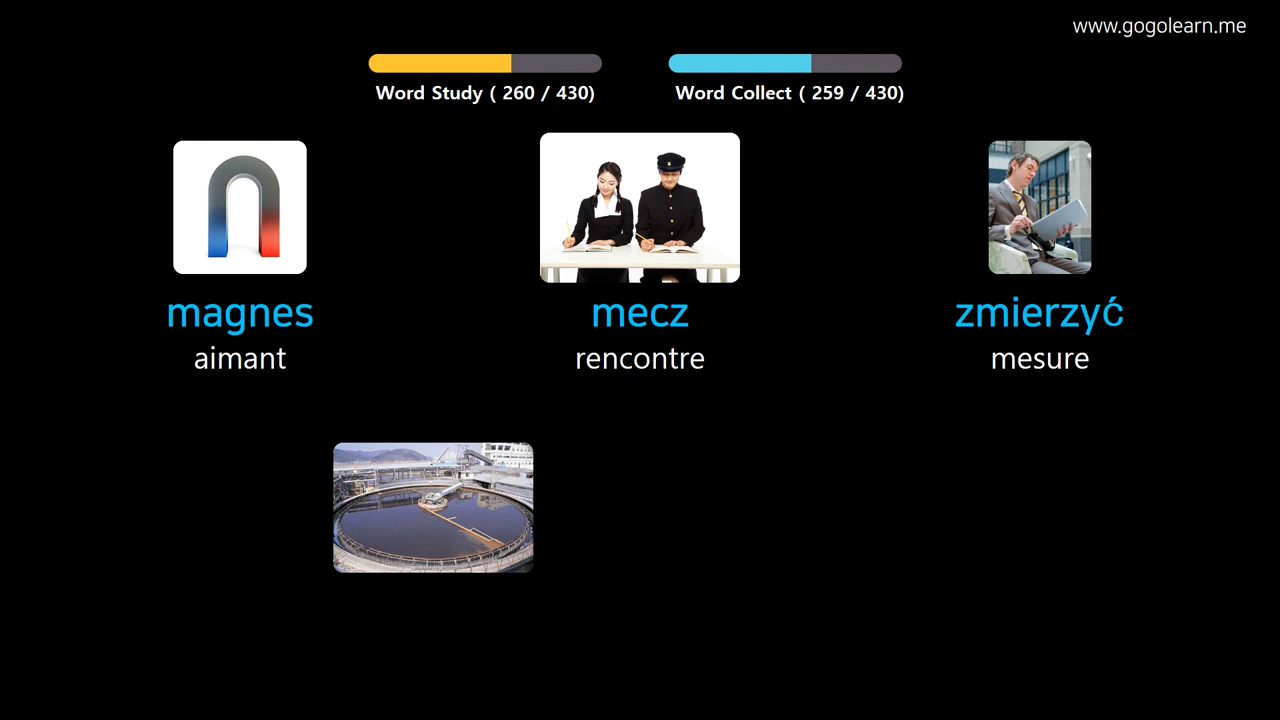 www.gogolearn.me
Word Study ( 260 / 430)
Word Collect ( 259 / 430)
magnes
mecz
zmierzyć
aimant
rencontre
mesure